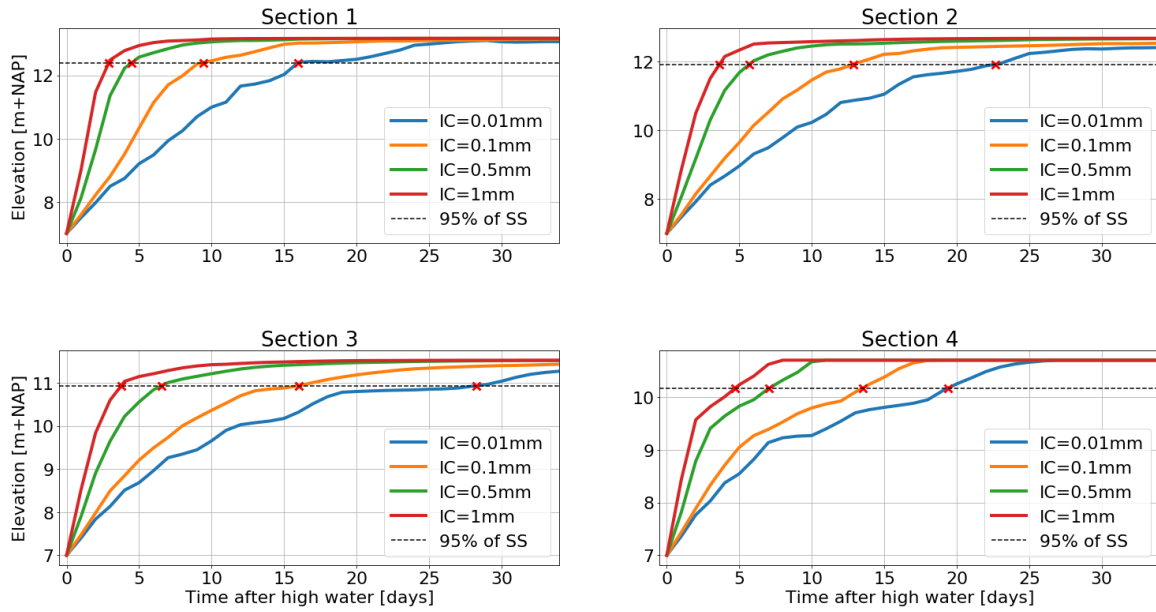 Section 1
Elevation [m+NAP]
12
10
8
0 5 10 15 20 25 30
IC=0.01mm
IC=0.1mm
IC=0.5mm
IC=1mm
95% of SS
Section 2
12
10
8
0 5 10 15 20 25 30
IC=0.01mm
IC=0.1mm
IC=0.5mm
IC=1mm
95% of SS
Section 3
Elevation [m+NAP]
11
10
9
8
7
0 5 10 15 20 25 30
Time after high water [days]
IC=0.01mm
IC=0.1mm
IC=0.5mm
IC=1mm
95% of SS
Section 4
10
9
8
7
0 5 10 15 20 25 30
Time after high water [days]
IC=0.01mm
IC=0.1mm
IC=0.5mm
IC=1mm
95% of SS